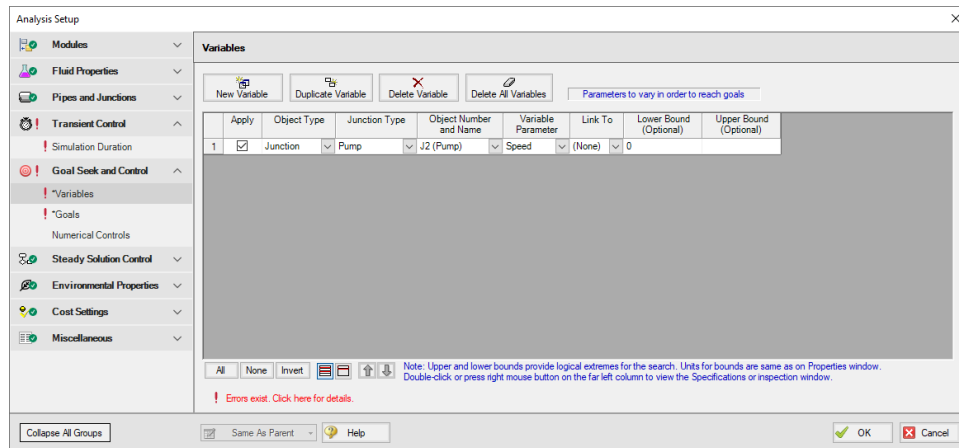 Analysis Setup
Modules
Fluid Properties
Pipes and Junctions
Transient Control
Simulation Duration
Goal Seek and Control
*Variables
*Goals
Numerical Controls
Steady Solution Control
Environmental Properties
Cost Settings
Miscellaneous
Variables
New Variable
Duplicate Variable
Delete Variable
Delete All Variables
Parameters to vary in order to reach goals
Apply Object Type Junction Type Object Number and Name Variable Parameter Link To Lower Bound (Optional) Upper Bound (Optional)
1 Junction Pump J2 (Pump) Speed (None) 0
All None Invert
Note: Upper and lower bounds provide logical extremes for the search. Units for bounds are same as on Properties window.
Double-click or press right mouse button on the far left column to view the Specifications or inspection window.
Errors exist. Click here for details.
Collapse All Groups
Same As Parent
Help
OK
Cancel